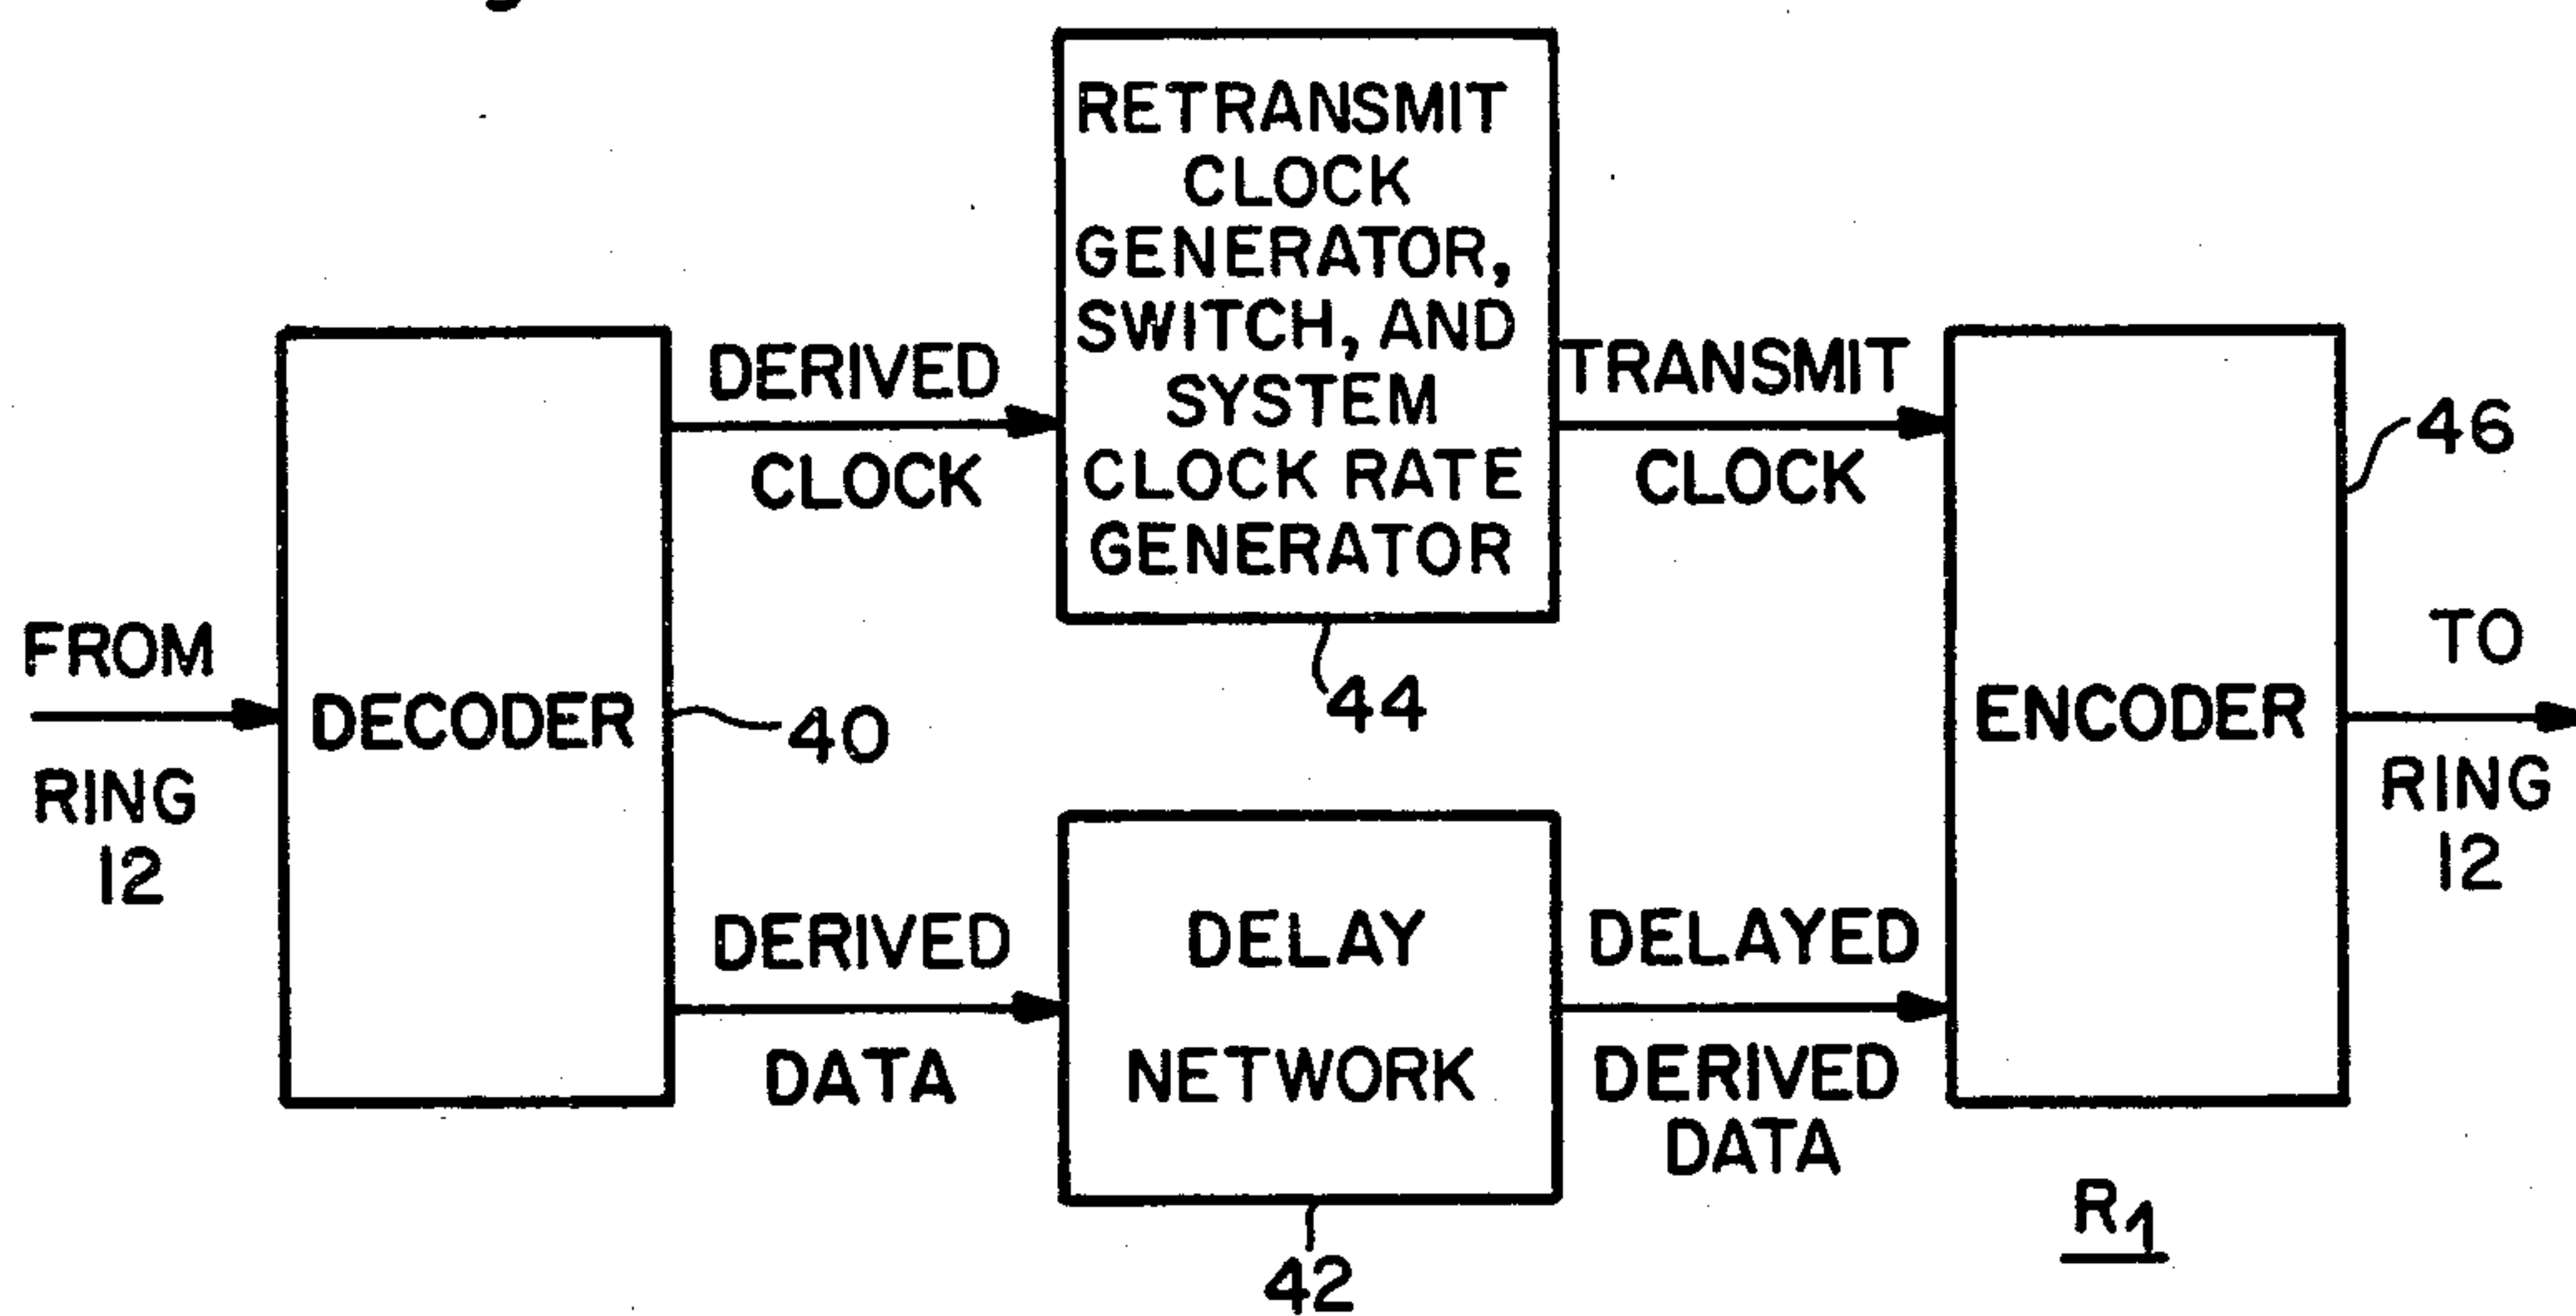 RETRANSMIT
CLOCK
GENERATOR,
SWITCH, AND
SYSTEM
CLOCK RATE
GENERATOR
44
DERIVED
CLOCK
TRANSMIT
CLOCK
46
FROM
RING
12
DECODER
40
ENCODER
TO
RING
12
DERIVED
DATA
DELAY
NETWORK
42
DELAYED
DERIVED
DATA
R1